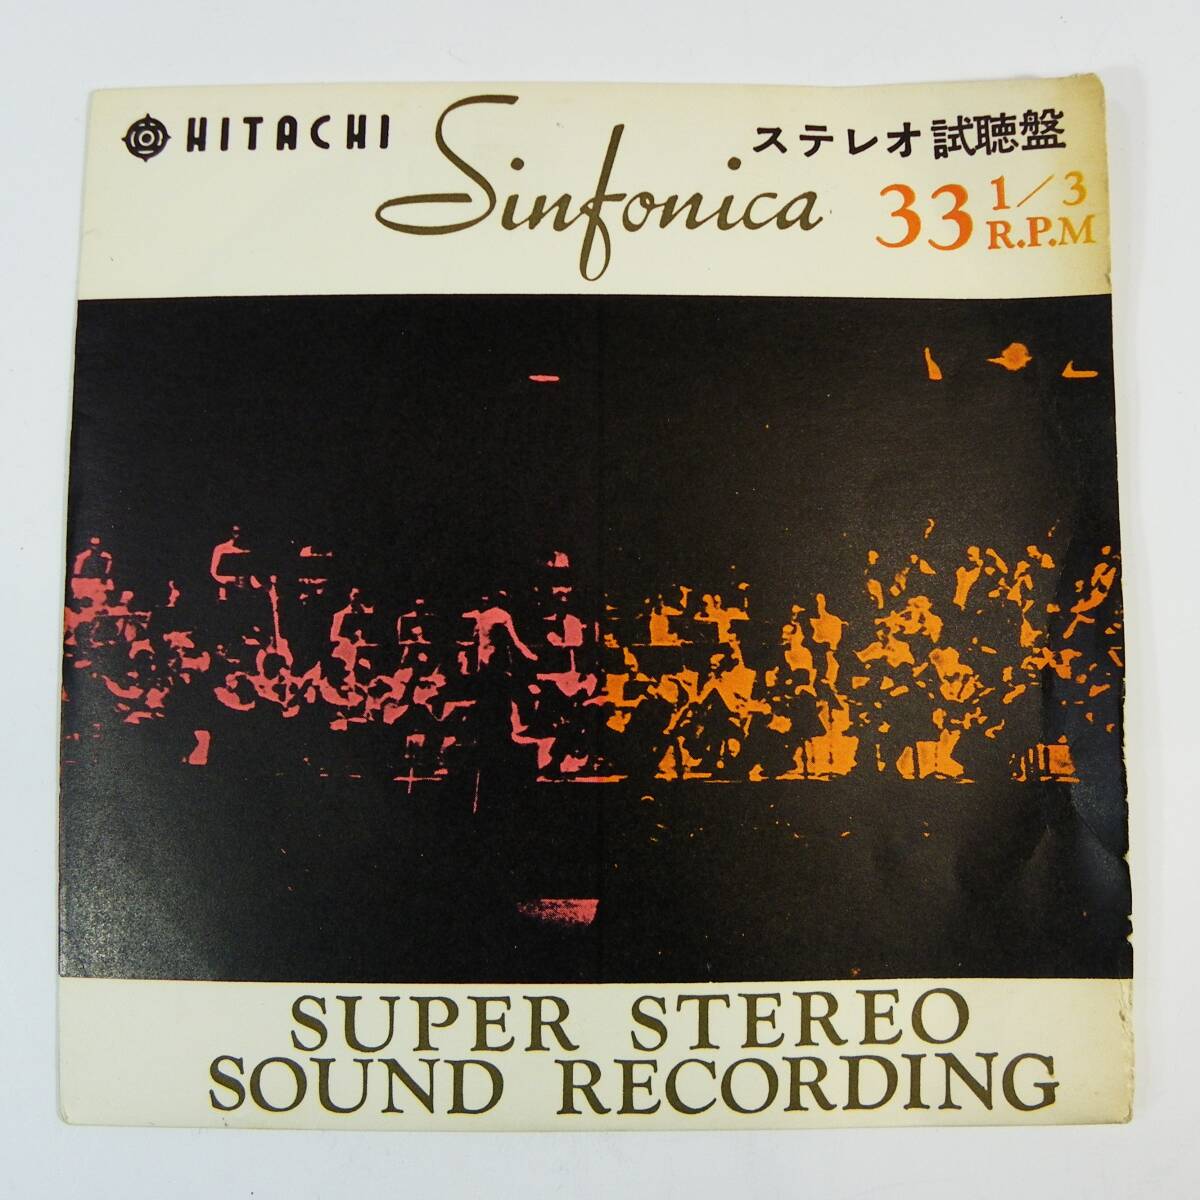 HITACHI
Sinfonica
ステレオ試聴盤
33 1/3 R.P.M
SUPER STEREO
SOUND RECORDING